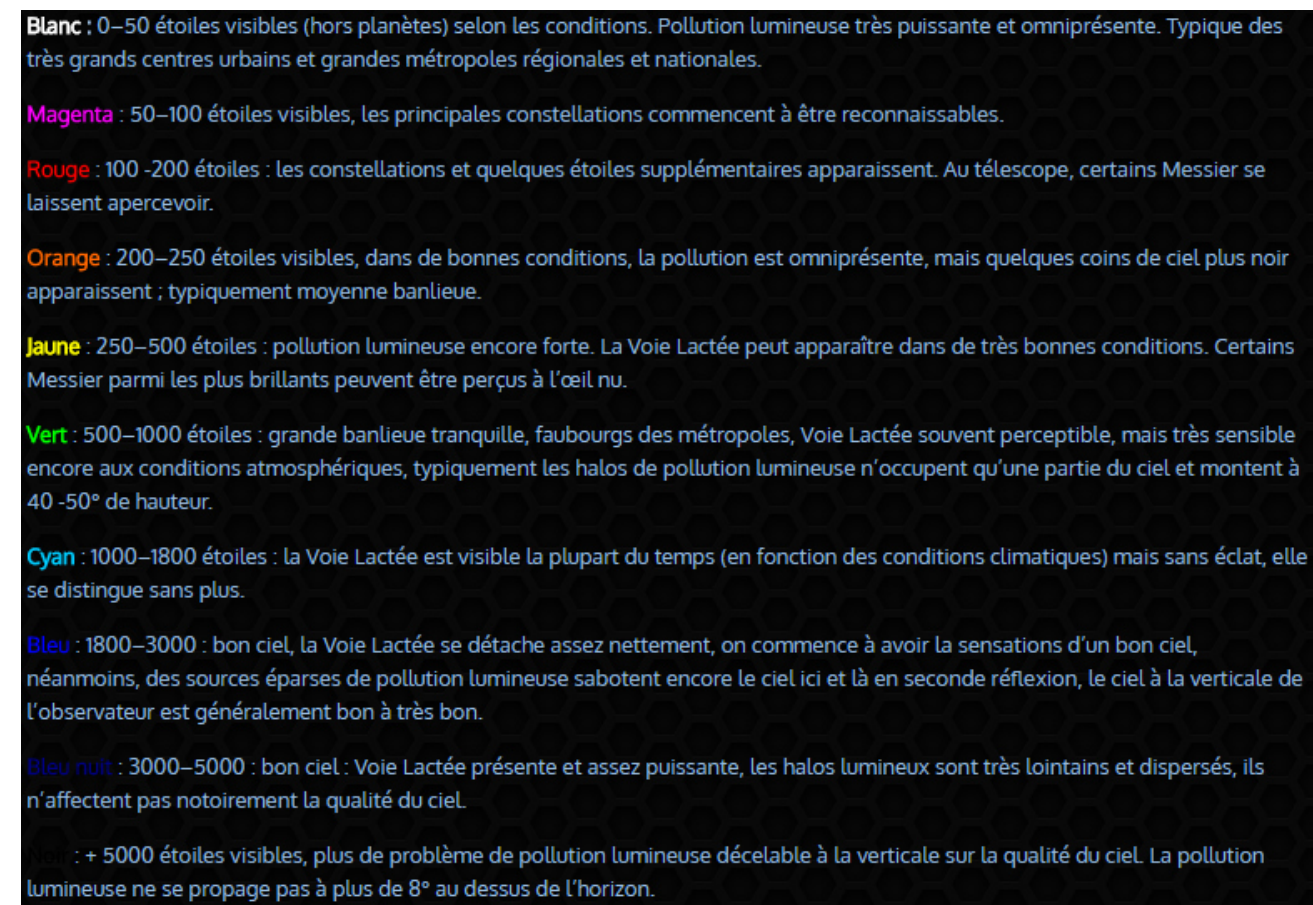 Blanc : 0–50 étoiles visibles (hors planètes) selon les conditions. Pollution lumineuse très puissante et omniprésente. Typique des
très grands centres urbains et grandes métropoles régionales et nationales.
Magenta : 50–100 étoiles visibles, les principales constellations commencent à être reconnaissables.
Rouge : 100 -200 étoiles : les constellations et quelques étoiles supplémentaires apparaissent. Au télescope, certains Messier se
laissent apercevoir.
Orange : 200–250 étoiles visibles, dans de bonnes conditions, la pollution est omniprésente, mais quelques coins de ciel plus noir
apparaissent ; typiquement moyenne banlieue.
Jaune : 250–500 étoiles : pollution lumineuse encore forte. La Voie Lactée peut apparaître dans de très bonnes conditions. Certains
Messier parmi les plus brillants peuvent être perçus à l’œil nu.
Vert : 500–1000 étoiles : grande banlieue tranquille, faubourgs des métropoles, Voie Lactée souvent perceptible, mais très sensible
encore aux conditions atmosphériques, typiquement les halos de pollution lumineuse n’occupent qu’une partie du ciel et montent à
40 -50° de hauteur.
Cyan : 1000–1800 étoiles : la Voie Lactée est visible la plupart du temps (en fonction des conditions climatiques) mais sans éclat, elle
se distingue sans plus.
Bleu : 1800–3000 : bon ciel, la Voie Lactée se détache assez nettement, on commence à avoir la sensations d’un bon ciel,
néanmoins, des sources éparses de pollution lumineuse sabotent encore le ciel ici et là en seconde réflexion, le ciel à la verticale de
l’observateur est généralement bon à très bon.
Bleu nuit : 3000–5000 : bon ciel : Voie Lactée présente et assez puissante, les halos lumineux sont très lointains et dispersés, ils
n’affectent pas notoirement la qualité du ciel.
Noir : + 5000 étoiles visibles, plus de problème de pollution lumineuse décelable à la verticale sur la qualité du ciel. La pollution
lumineuse ne se propage pas à plus de 8° au dessus de l’horizon.